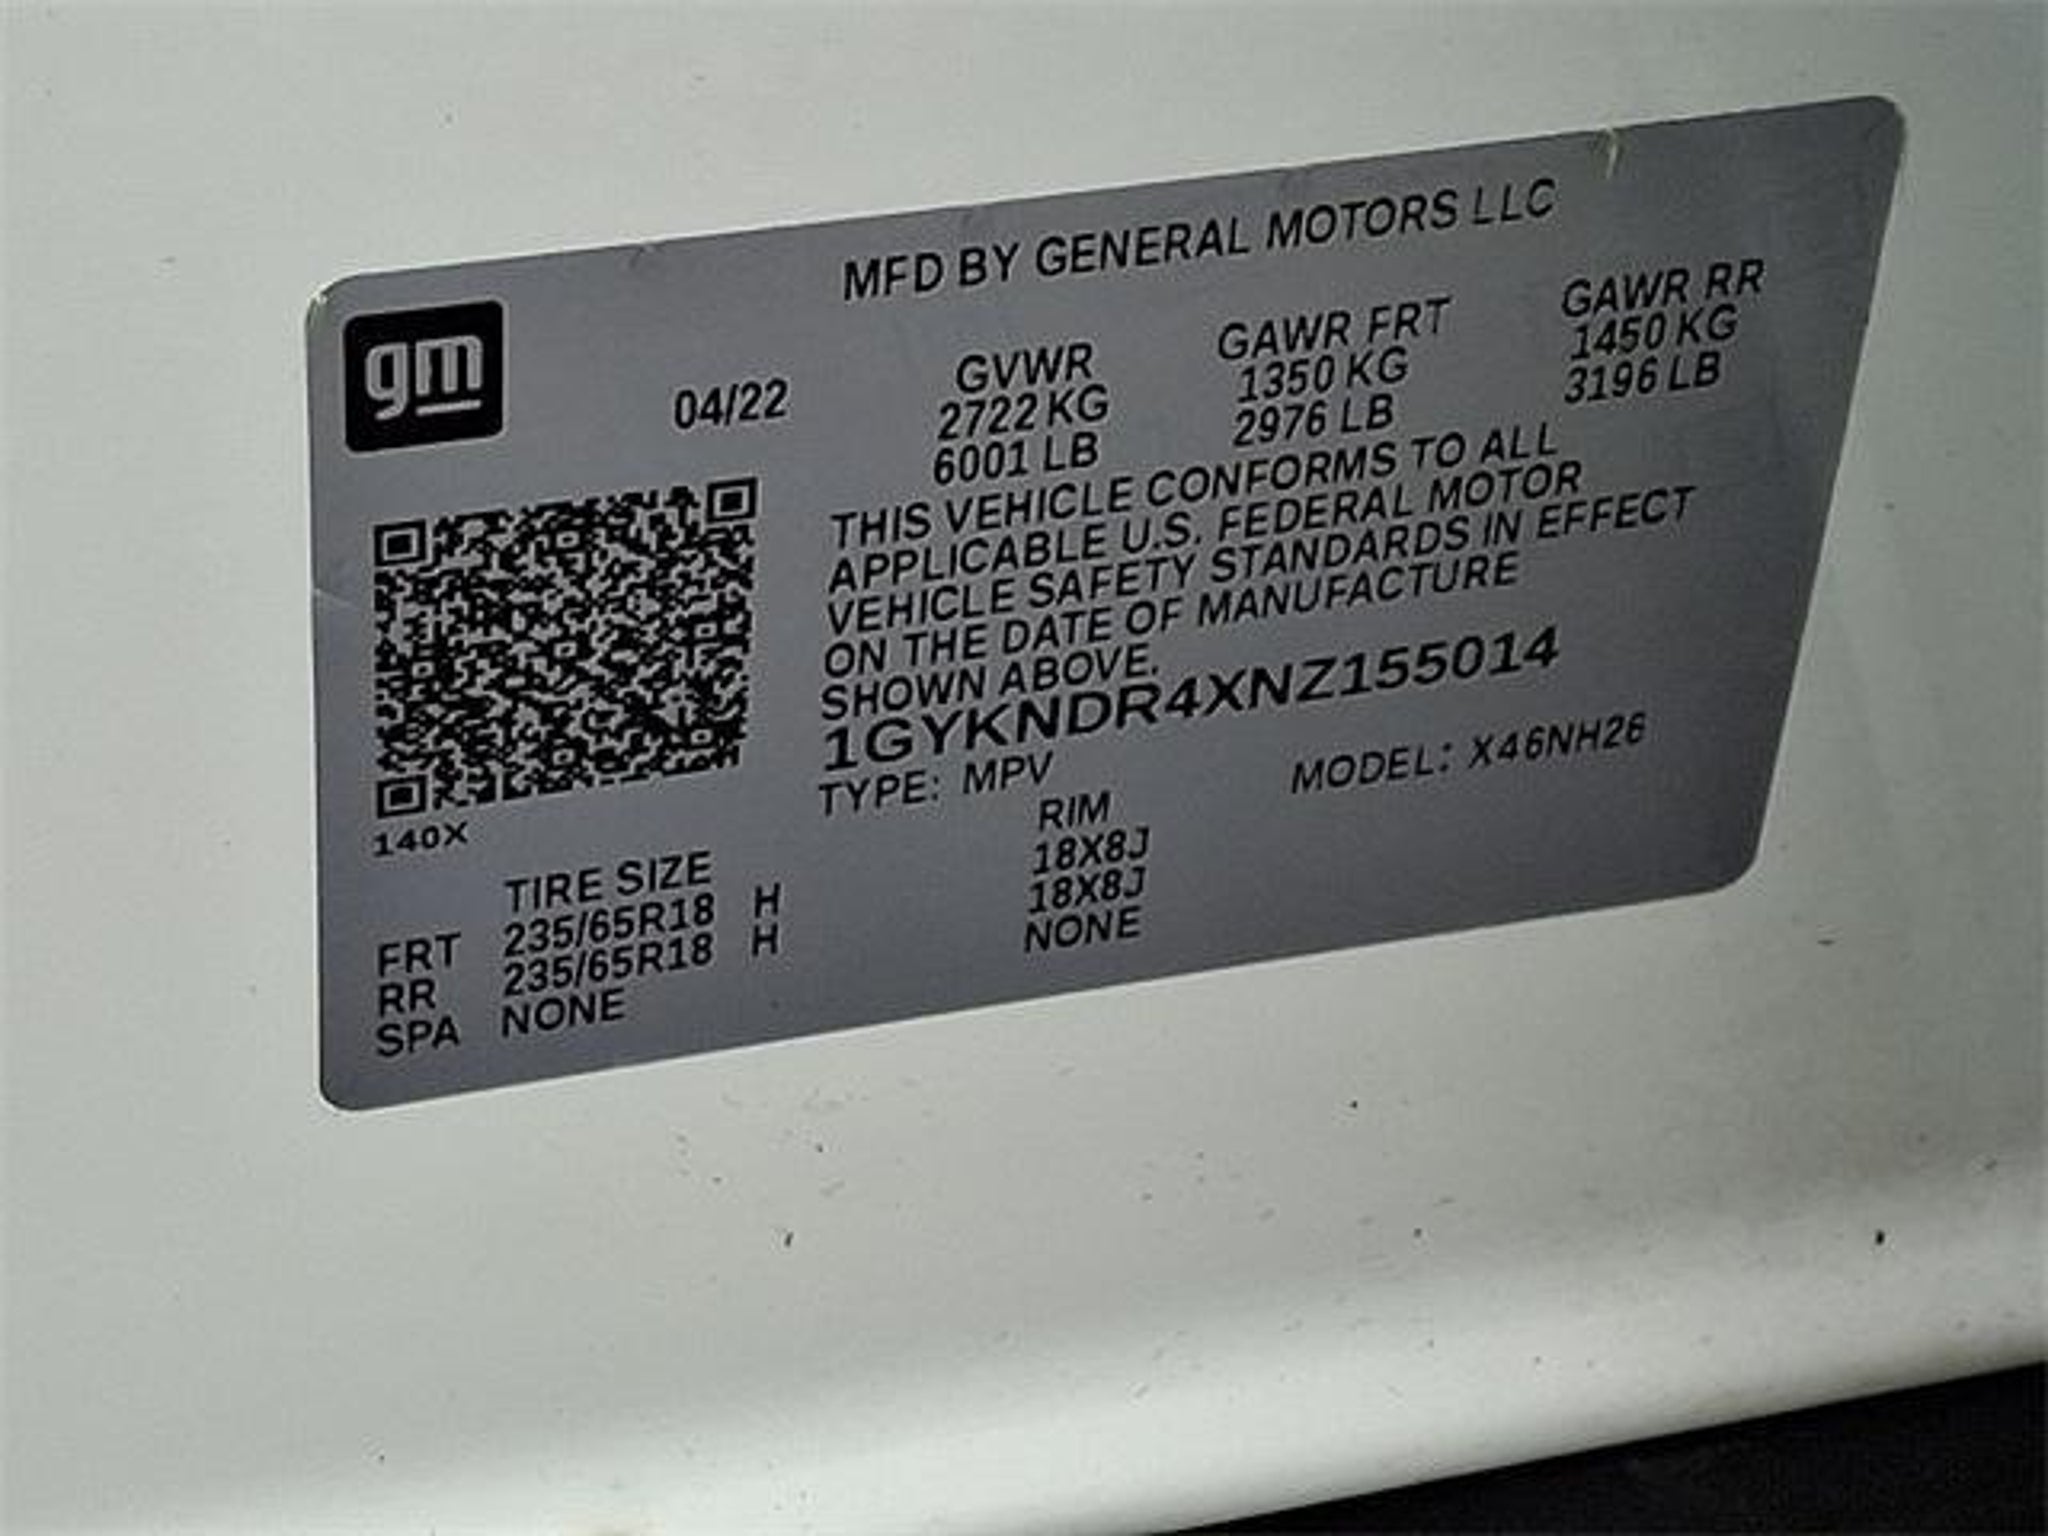 MFD BY GENERAL MOTORS LLC
gm
04/22
GVWR GAWR FRT GAWR RR
2722 KG 1350 KG 1450 KG
6001 LB 2976 LB 3196 LB
THIS VEHICLE CONFORMS TO ALL
APPLICABLE U.S. FEDERAL MOTOR
VEHICLE SAFETY STANDARDS IN EFFECT
ON THE DATE OF MANUFACTURE
SHOWN ABOVE.
1GYKNDR4XNZ155014
TYPE: MPV MODEL: X46NH26
140X
TIRE SIZE RIM
FRT 235/65R18 H 18X8J
RR 235/65R18 H 18X8J
SPA NONE NONE